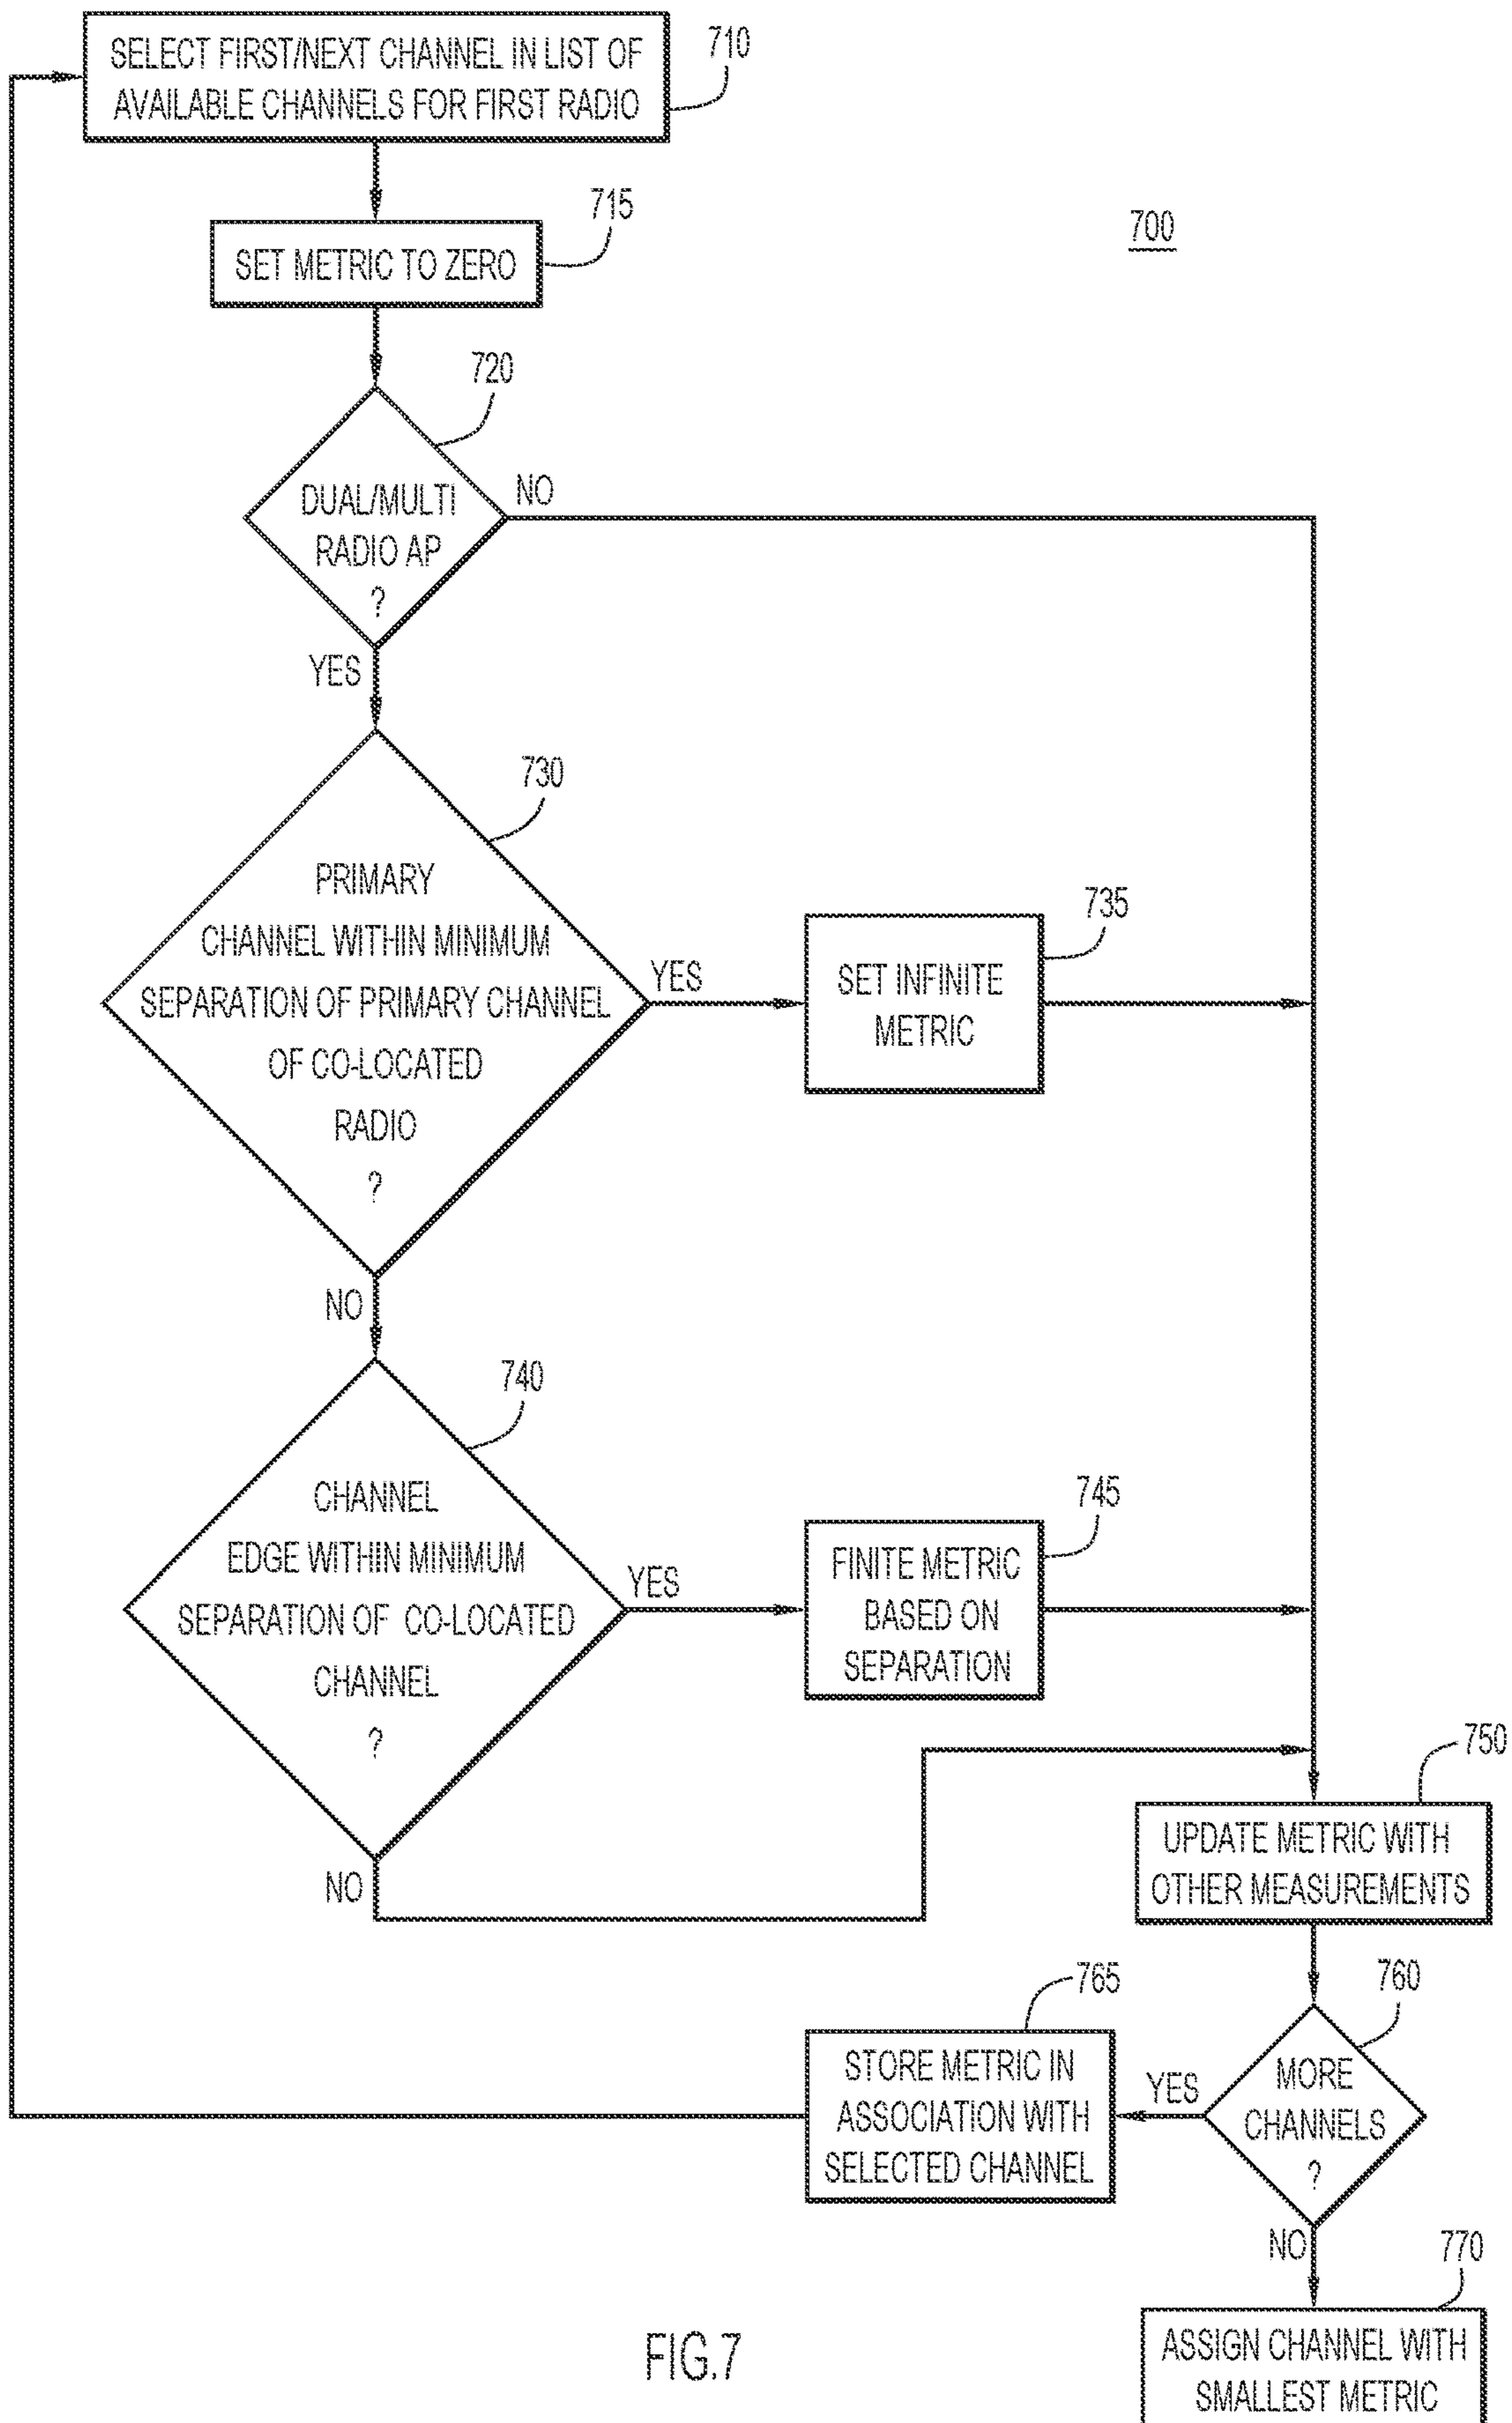 SELECT FIRST/NEXT CHANNEL IN LIST OF
AVAILABLE CHANNELS FOR FIRST RADIO
710
SET METRIC TO ZERO
715
700
720
DUAL/MULTI
RADIO AP
?
NO
YES
730
PRIMARY
CHANNEL WITHIN MINIMUM
SEPARATION OF PRIMARY CHANNEL
OF CO-LOCATED
RADIO
?
YES
735
SET INFINITE
METRIC
NO
740
CHANNEL
EDGE WITHIN MINIMUM
SEPARATION OF CO-LOCATED
CHANNEL
?
YES
745
FINITE METRIC
BASED ON
SEPARATION
NO
750
UPDATE METRIC WITH
OTHER MEASUREMENTS
760
MORE
CHANNELS
?
YES
765
STORE METRIC IN
ASSOCIATION WITH
SELECTED CHANNEL
NO
770
ASSIGN CHANNEL WITH
SMALLEST METRIC
FIG.7